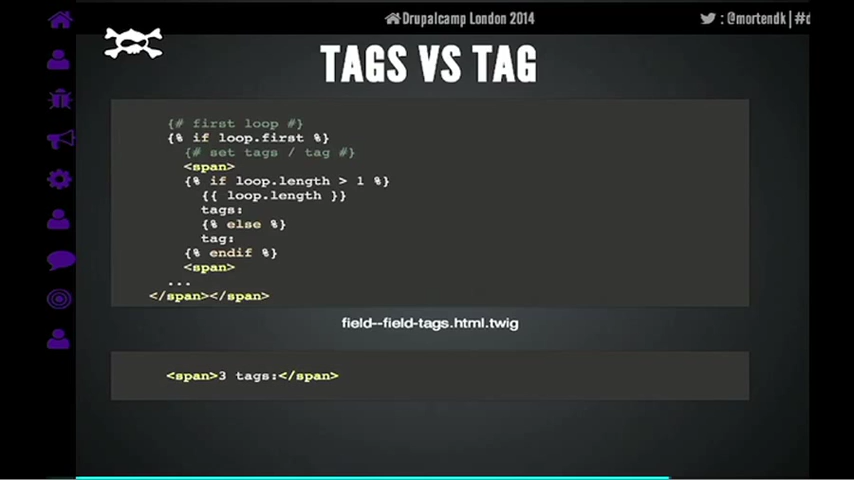 Drupalcamp London 2014
: @mortendk | #d
TAGS VS TAG
{# first loop #}
{% if loop.first %}
{# set tags / tag #}
<span>
{% if loop.length > 1 %}
{{ loop.length }}
tags:
{% else %}
tag:
{% endif %}
<span>
...
</span></span>
field--field-tags.html.twig
<span>3 tags:</span>